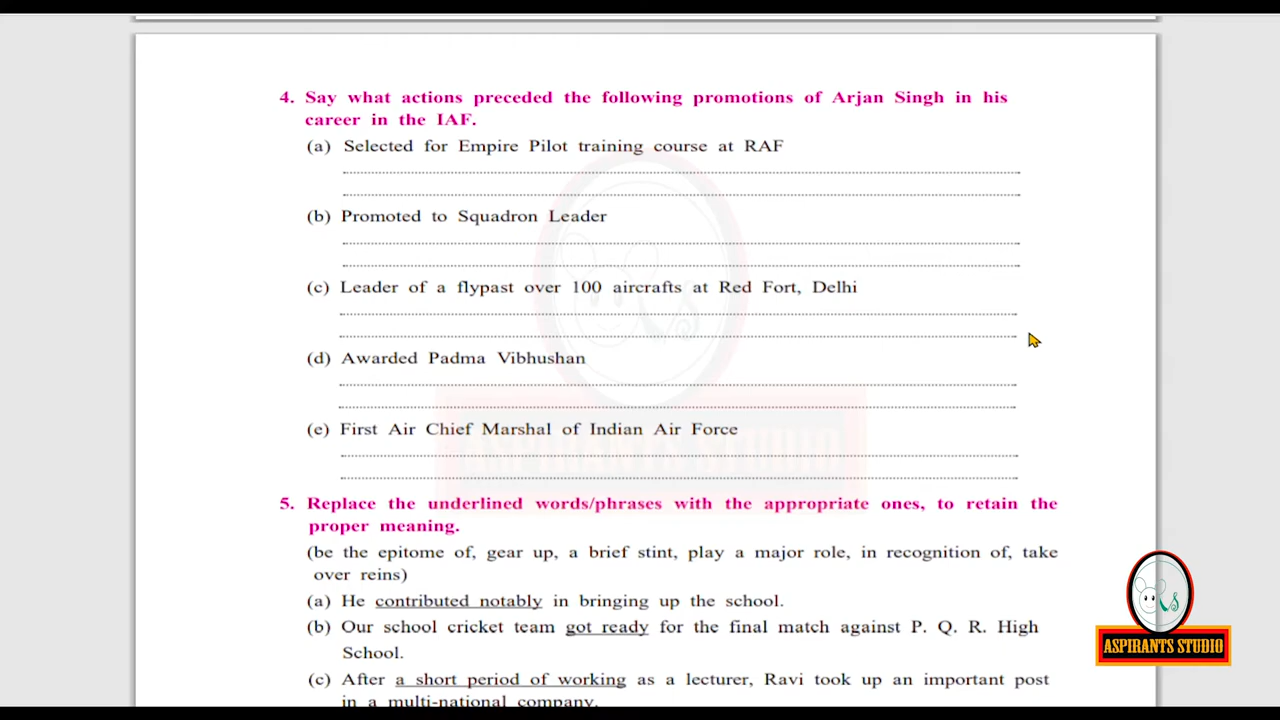 4. Say what actions preceded the following promotions of Arjan Singh in his
career in the IAF.
(a) Selected for Empire Pilot training course at RAF
(b) Promoted to Squadron Leader
(c) Leader of a flypast over 100 aircrafts at Red Fort, Delhi
(d) Awarded Padma Vibhushan
(e) First Air Chief Marshal of Indian Air Force
5. Replace the underlined words/phrases with the appropriate ones, to retain the
proper meaning.
(be the epitome of, gear up, a brief stint, play a major role, in recognition of, take
over reins)
(a) He contributed notably in bringing up the school.
(b) Our school cricket team got ready for the final match against P. Q. R. High
School.
(c) After a short period of working as a lecturer, Ravi took up an important post
in a multi-national company.
ASPIRANTS STUDIO
ASPIRANTS STUDIO